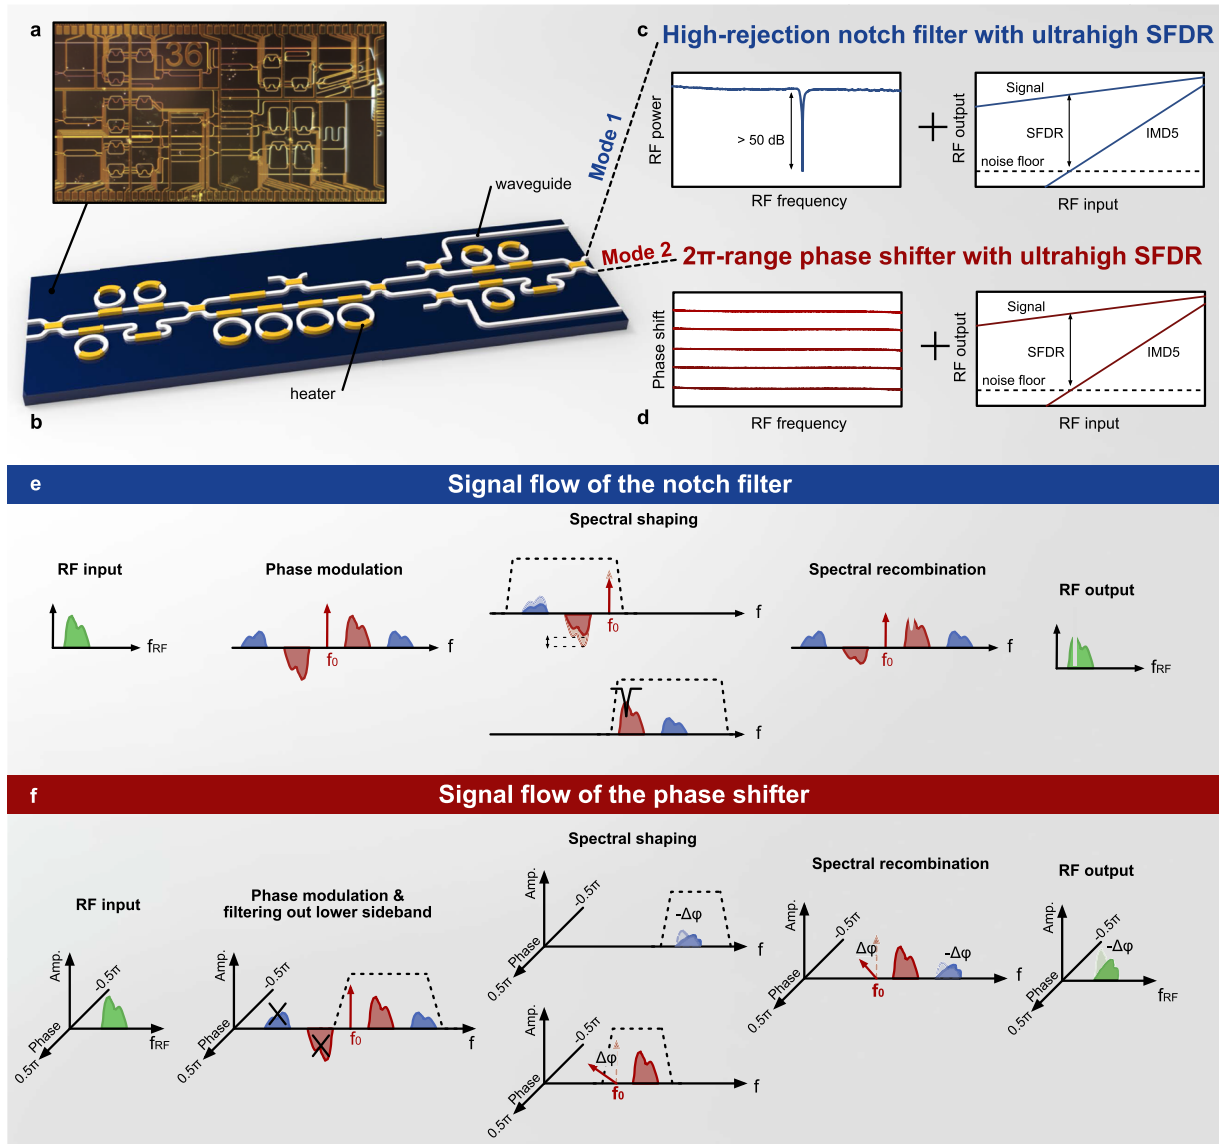 a
36
waveguide
heater
b
Mode 1
Mode 2
c
High-rejection notch filter with ultrahigh SFDR
RF power
> 50 dB
RF frequency
RF output
Signal
SFDR
IMD5
noise floor
RF input
2π-range phase shifter with ultrahigh SFDR
Phase shift
RF frequency
d
RF output
Signal
SFDR
IMD5
noise floor
RF input
e
Signal flow of the notch filter
RF input
fRF
Phase modulation
f0
f
Spectral shaping
f0
f
f
Spectral recombination
f0
f
RF output
fRF
f
Signal flow of the phase shifter
RF input
Amp.
-0.5π
Phase
0.5π
fRF
Phase modulation &
filtering out lower sideband
Amp.
-0.5π
Phase
0.5π
f0
f
Spectral shaping
Amp.
-0.5π
-Δφ
Phase
0.5π
f
Amp.
-0.5π
Δφ
Phase
0.5π
f0
f
Spectral recombination
Amp.
-0.5π
Δφ
-Δφ
Phase
0.5π
f0
f
RF output
Amp.
-0.5π
-Δφ
Phase
0.5π
fRF